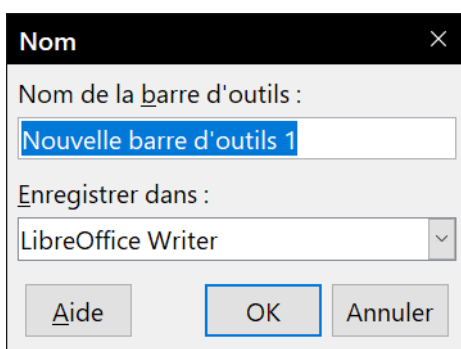 Nom
Nom de la barre d'outils :
Nouvelle barre d'outils 1
Enregistrer dans :
LibreOffice Writer
Aide OK Annuler